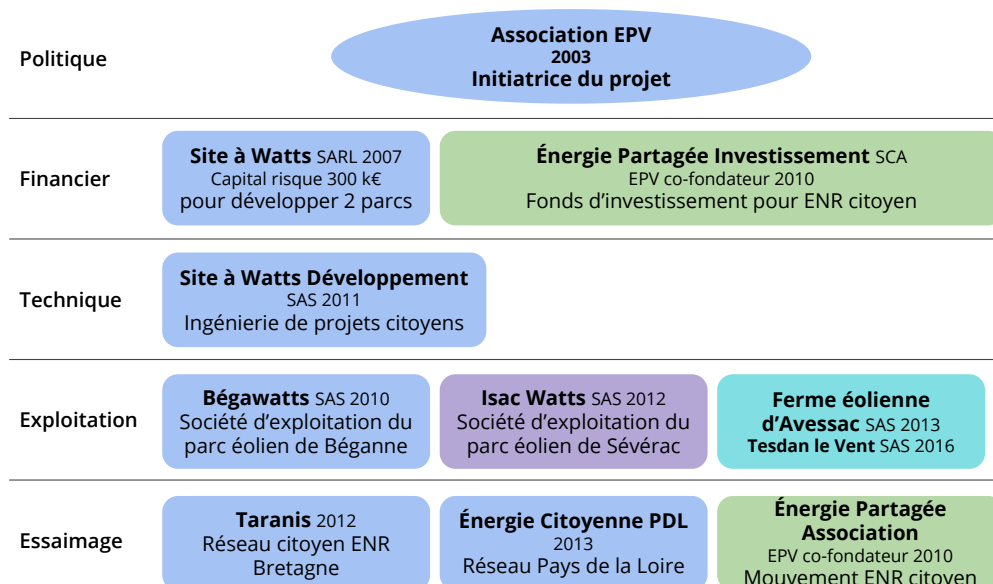 Politique
Association EPV
2003
Initiatrice du projet
Financier
Site à Watts SARL 2007
Capital risque 300 k€
pour développer 2 parcs
Énergie Partagée Investissement SCA
EPV co-fondateur 2010
Fonds d’investissement pour ENR citoyen
Technique
Site à Watts Développement
SAS 2011
Ingénierie de projets citoyens
Exploitation
Bégawatts SAS 2010
Société d’exploitation du
parc éolien de Béganne
Isac Watts SAS 2012
Société d’exploitation du
parc éolien de Sévérac
Ferme éolienne
d’Avessac SAS 2013
Tesdan le Vent SAS 2016
Essaimage
Taranis 2012
Réseau citoyen ENR
Bretagne
Énergie Citoyenne PDL
2013
Réseau Pays de la Loire
Énergie Partagée
Association
EPV co-fondateur 2010
Mouvement ENR citoyen